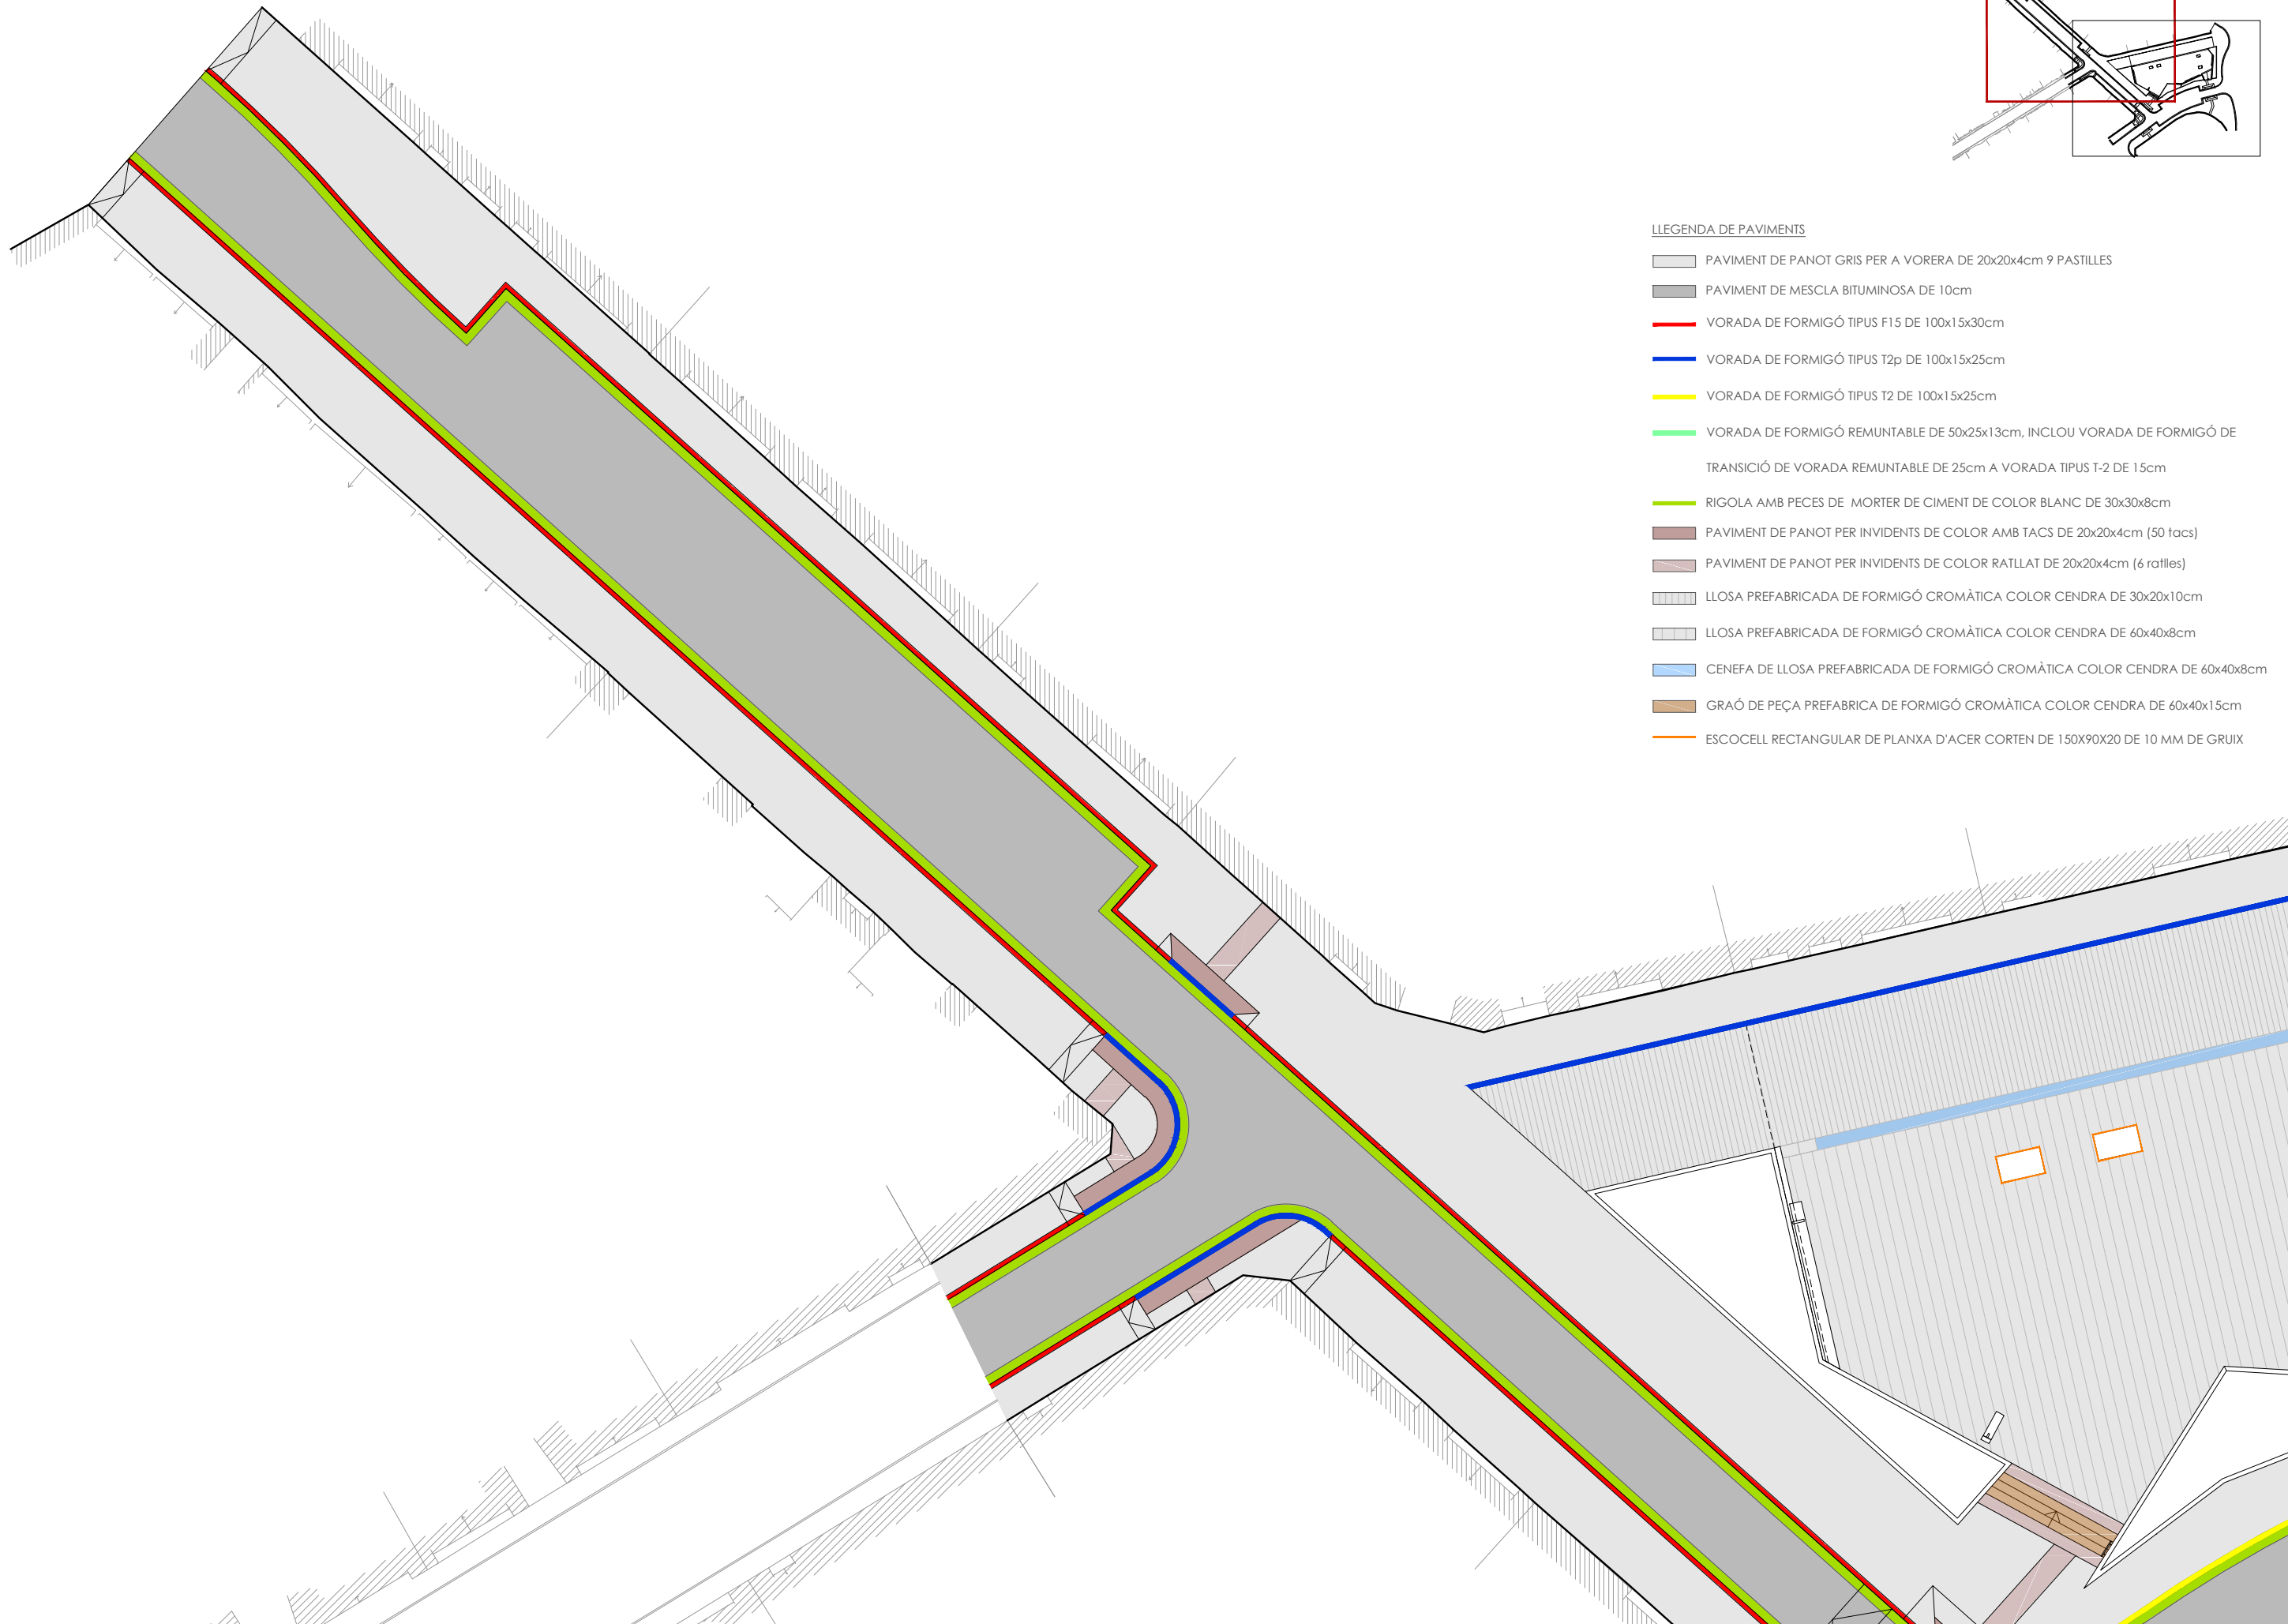 LLEGENDA DE PAVIMENTS
PAVIMENT DE PANOT GRIS PER A VORERA DE 20x20x4cm 9 PASTILLES
PAVIMENT DE MESCLA BITUMINOSA DE 10cm
VORADA DE FORMIGÓ TIPUS F15 DE 100x15x30cm
VORADA DE FORMIGÓ TIPUS T2p DE 100x15x25cm
VORADA DE FORMIGÓ TIPUS T2 DE 100x15x25cm
VORADA DE FORMIGÓ REMUNTABLE DE 50x25x13cm, INCLOU VORADA DE FORMIGÓ DE
TRANSICIÓ DE VORADA REMUNTABLE DE 25cm A VORADA TIPUS T-2 DE 15cm
RIGOLA AMB PECES DE MORTER DE CIMENT DE COLOR BLANC DE 30x30x8cm
PAVIMENT DE PANOT PER INVIDENTS DE COLOR AMB TACS DE 20x20x4cm (50 tacs)
PAVIMENT DE PANOT PER INVIDENTS DE COLOR RATLLAT DE 20x20x4cm (6 ratlles)
LLOSA PREFABRICADA DE FORMIGÓ CROMÀTICA COLOR CENDRA DE 30x20x10cm
LLOSA PREFABRICADA DE FORMIGÓ CROMÀTICA COLOR CENDRA DE 60x40x8cm
CENEFA DE LLOSA PREFABRICADA DE FORMIGÓ CROMÀTICA COLOR CENDRA DE 60x40x8cm
GRAÓ DE PEÇA PREFABRICA DE FORMIGÓ CROMÀTICA COLOR CENDRA DE 60x40x15cm
ESCOCELL RECTANGULAR DE PLANXA D'ACER CORTEN DE 150X90X20 DE 10 MM DE GRUIX